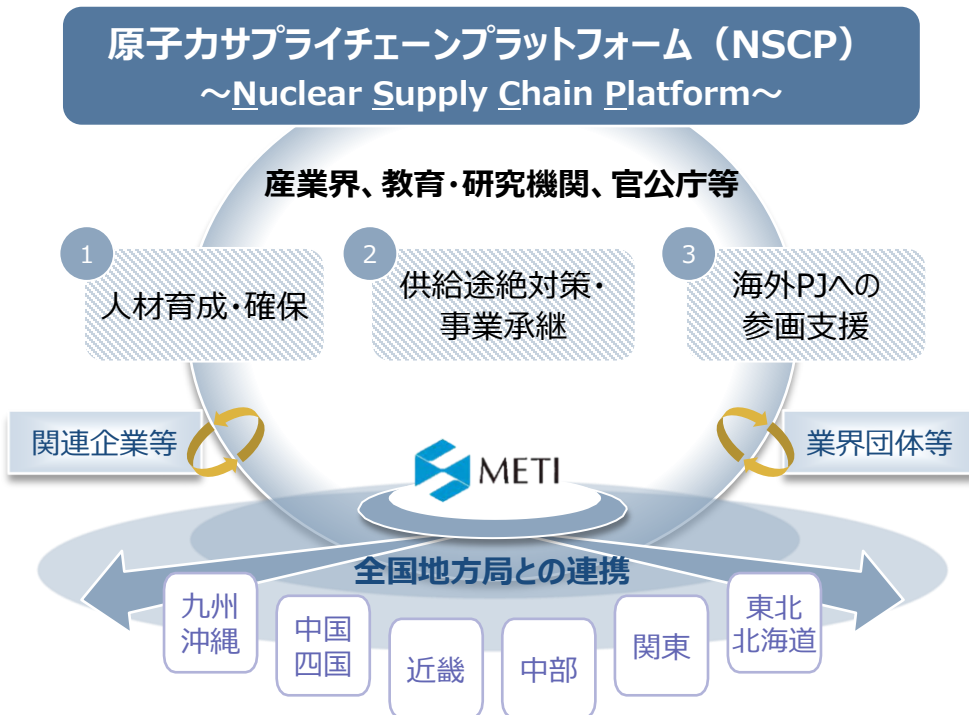 原子力サプライチェーンプラットフォーム（NSCP）
～Nuclear Supply Chain Platform～
産業界、教育・研究機関、官公庁等
1
人材育成・確保
2
供給途絶対策・
事業承継
3
海外PJへの
参画支援
関連企業等
業界団体等
METI
全国地方局との連携
九州
沖縄
中国
四国
近畿
中部
関東
東北
北海道